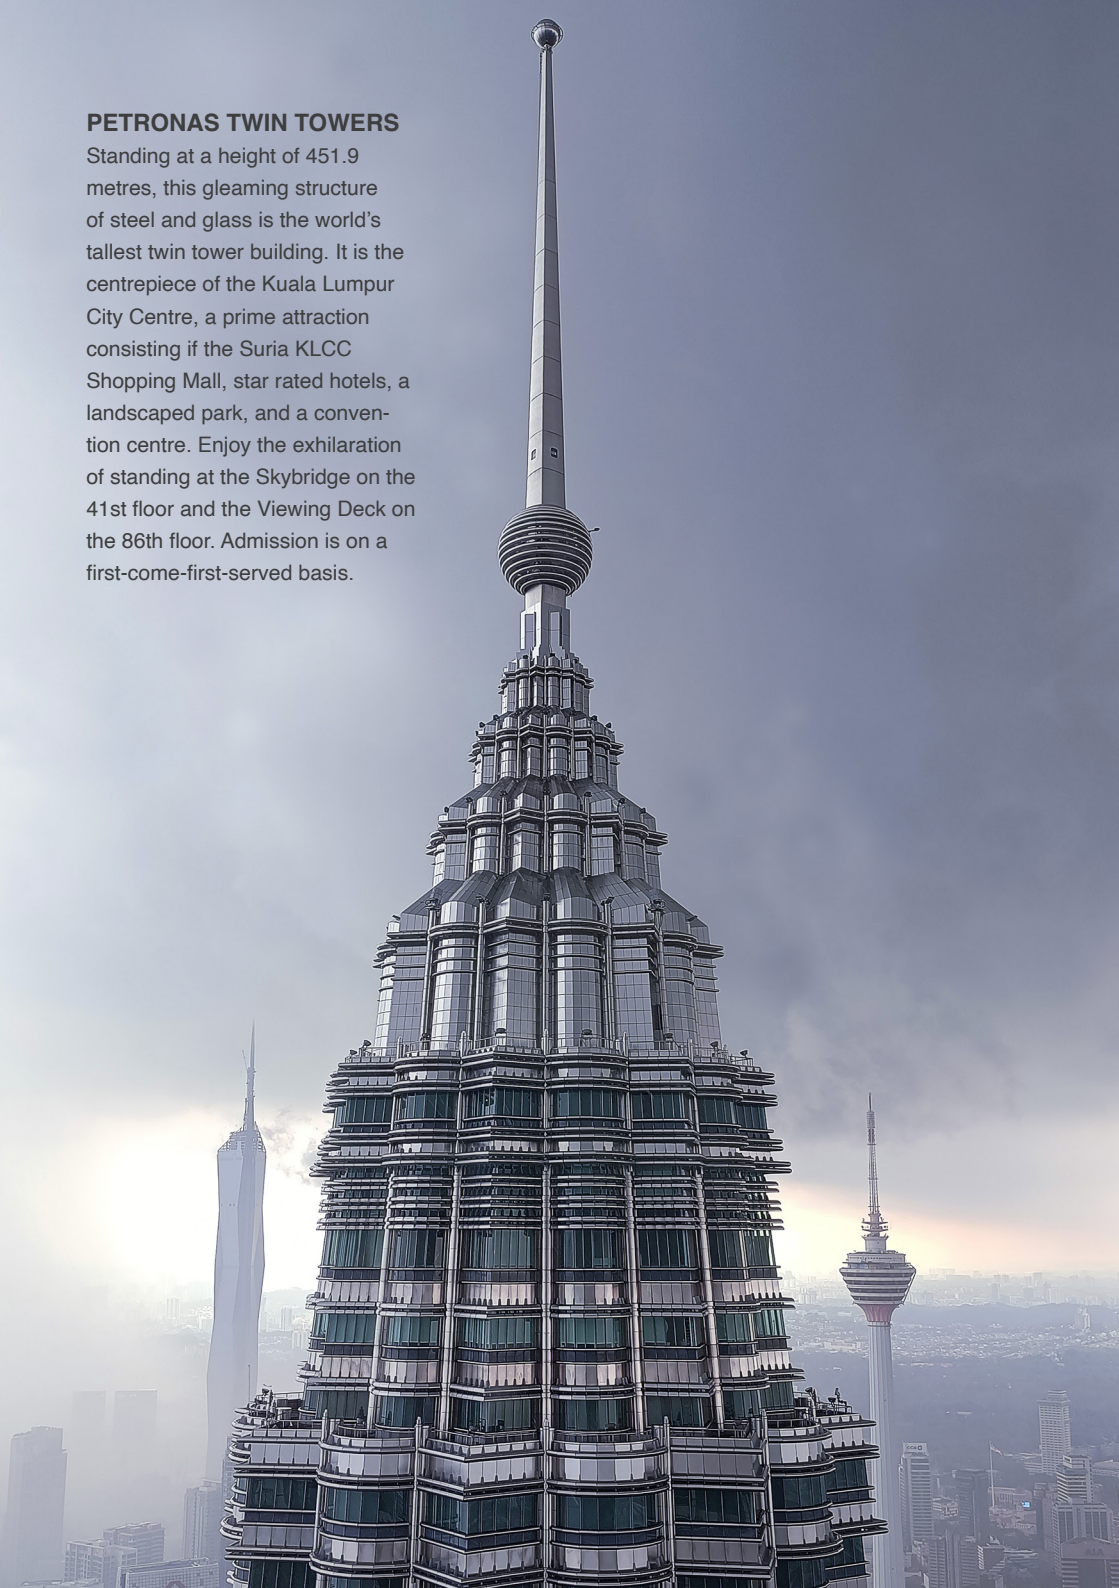 PETRONAS TWIN TOWERS
Standing at a height of 451.9
metres, this gleaming structure
of steel and glass is the world’s
tallest twin tower building. It is the
centrepiece of the Kuala Lumpur
City Centre, a prime attraction
consisting if the Suria KLCC
Shopping Mall, star rated hotels, a
landscaped park, and a conven-
tion centre. Enjoy the exhilaration
of standing at the Skybridge on the
41st floor and the Viewing Deck on
the 86th floor. Admission is on a
first-come-first-served basis.